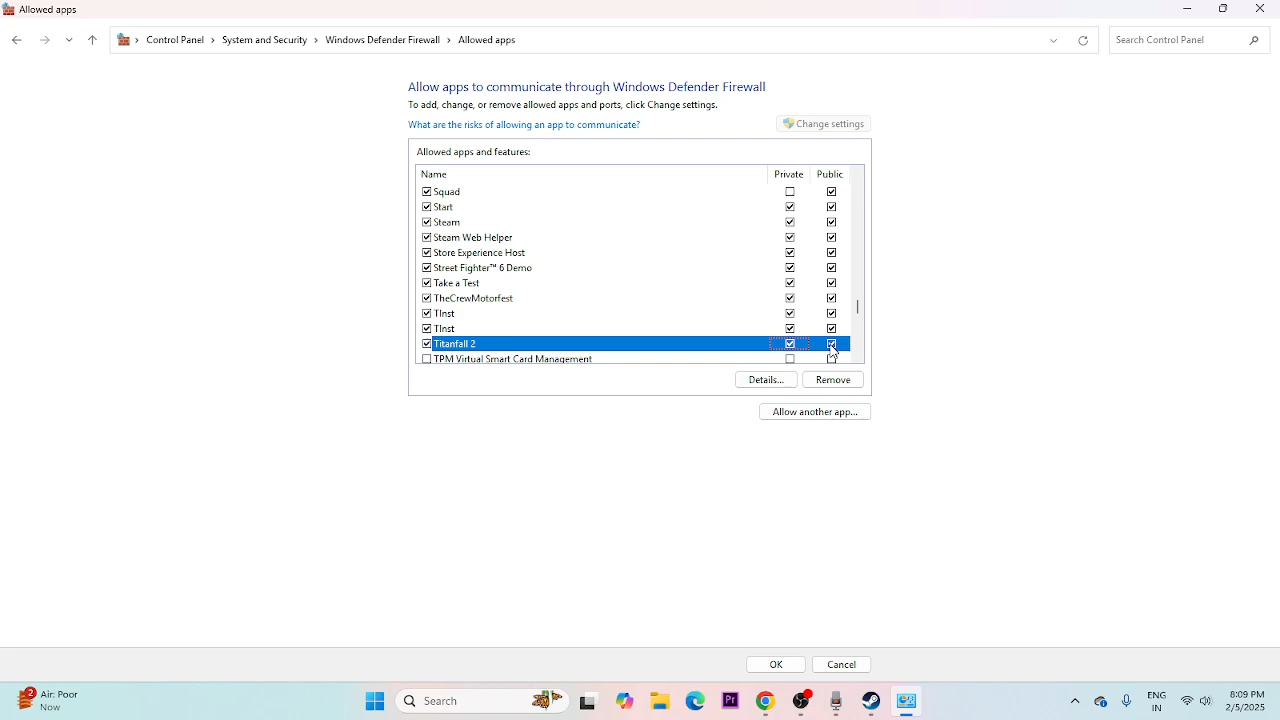 Allowed apps
Control Panel > System and Security > Windows Defender Firewall > Allowed apps
Search Control Panel
Allow apps to communicate through Windows Defender Firewall
To add, change, or remove allowed apps and ports, click Change settings.
What are the risks of allowing an app to communicate?
Change settings
Allowed apps and features:
Name Private Public
Squad
Start
Steam
Steam Web Helper
Store Experience Host
Street Fighter™ 6 Demo
Take a Test
TheCrewMotorfest
TInst
TInst
Titanfall 2
TPM Virtual Smart Card Management
Details... Remove
Allow another app...
OK Cancel
2 Air: Poor
Now
Search
Pr
ENG
IN
8:09 PM
2/5/2025